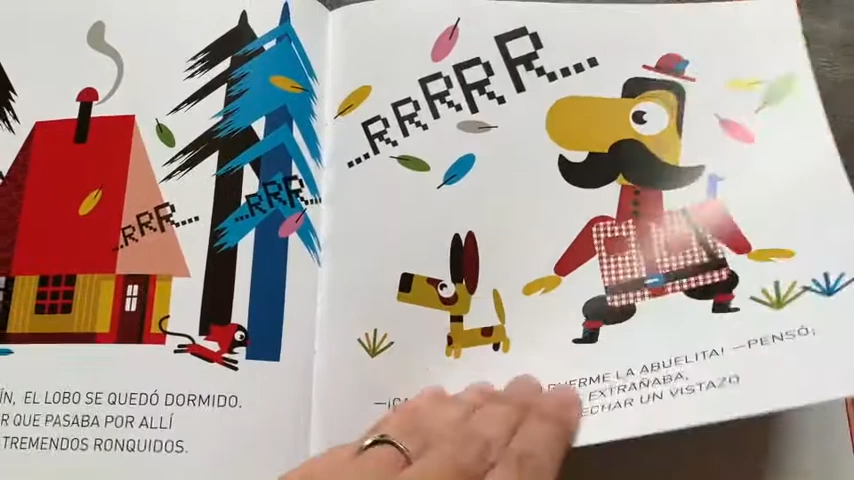 ...RRR...
...RRR...
...RRRRR...
ÍN, EL LOBO SE QUEDÓ DORMIDO
QUE PASABA POR ALLÍ
TREMENDOS RONQUIDOS.
DUERME LA ABUELITA! —PENSÓ,
EXTRAÑABA,
ECHAR UN VISTAZO